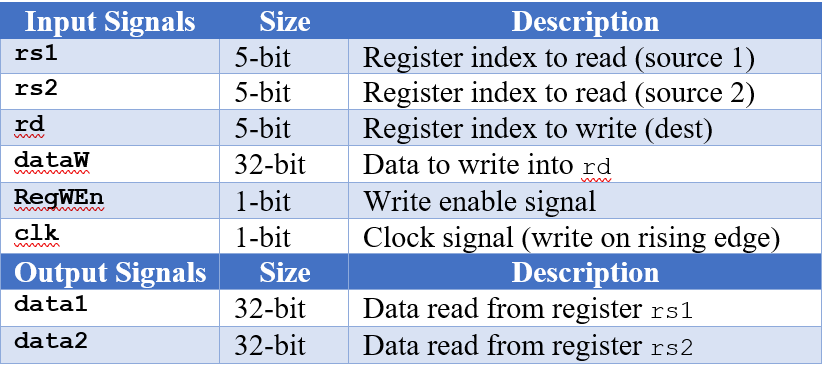 Input Signals Size Description
rs1 5-bit Register index to read (source 1)
rs2 5-bit Register index to read (source 2)
rd 5-bit Register index to write (dest)
dataW 32-bit Data to write into rd
RegWEn 1-bit Write enable signal
clk 1-bit Clock signal (write on rising edge)
Output Signals Size Description
data1 32-bit Data read from register rs1
data2 32-bit Data read from register rs2